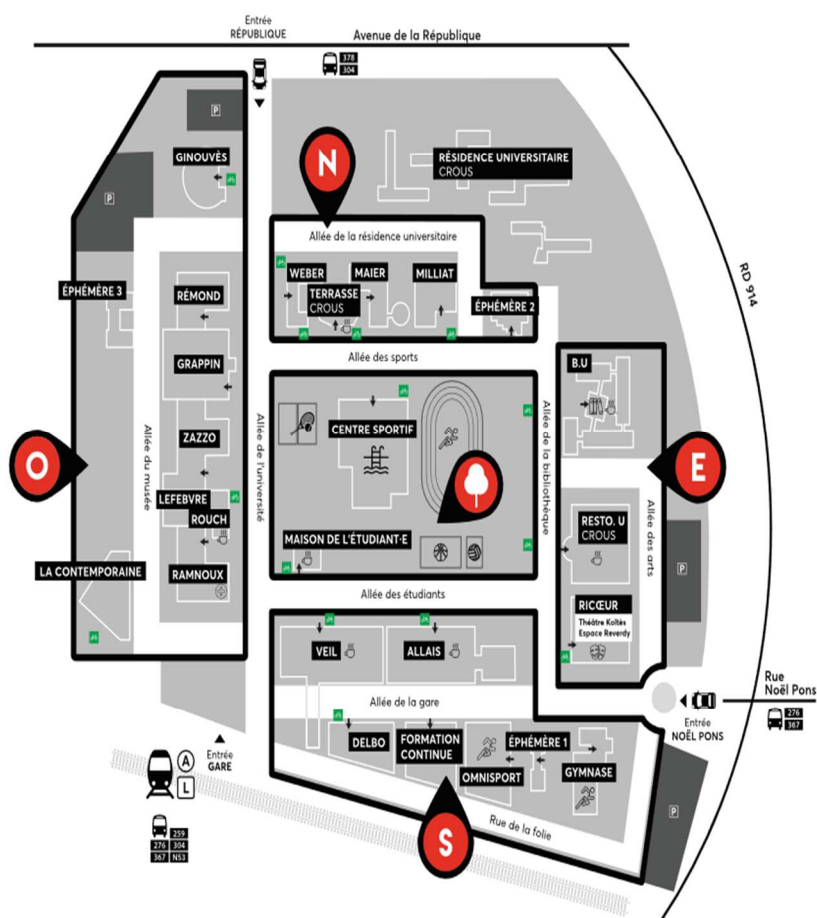 Entrée
RÉPUBLIQUE
Avenue de la République
378
304
P
GINOUVÈS
P
N
RÉSIDENCE UNIVERSITAIRE
CROUS
Allée de la résidence universitaire
RD 914
WEBER
MAIER
MILLIAT
TERRASSE
CROUS
ÉPHÉMÈRE 2
ÉPHÉMÈRE 3
RÉMOND
Allée des sports
GRAPPIN
B.U
ZAZZO
CENTRE SPORTIF
O
E
Allée du musée
Allée de l'université
Allée de la bibliothèque
Allée des arts
LEFEBVRE
ROUCH
RESTO. U
CROUS
MAISON DE L'ÉTUDIANT·E
LA CONTEMPORAINE
RAMNOUX
P
Allée des étudiants
RICŒUR
Théâtre Koltès
Espace Reverdy
VEIL
ALLAIS
Allée de la gare
Rue
Noël Pons
276
367
Entrée
NOËL PONS
Entrée
GARE
DELBO
FORMATION
CONTINUE
ÉPHÉMÈRE 1
OMNISPORT
GYMNASE
A
L
P
Rue de la folie
S
259
276 304
367 N53